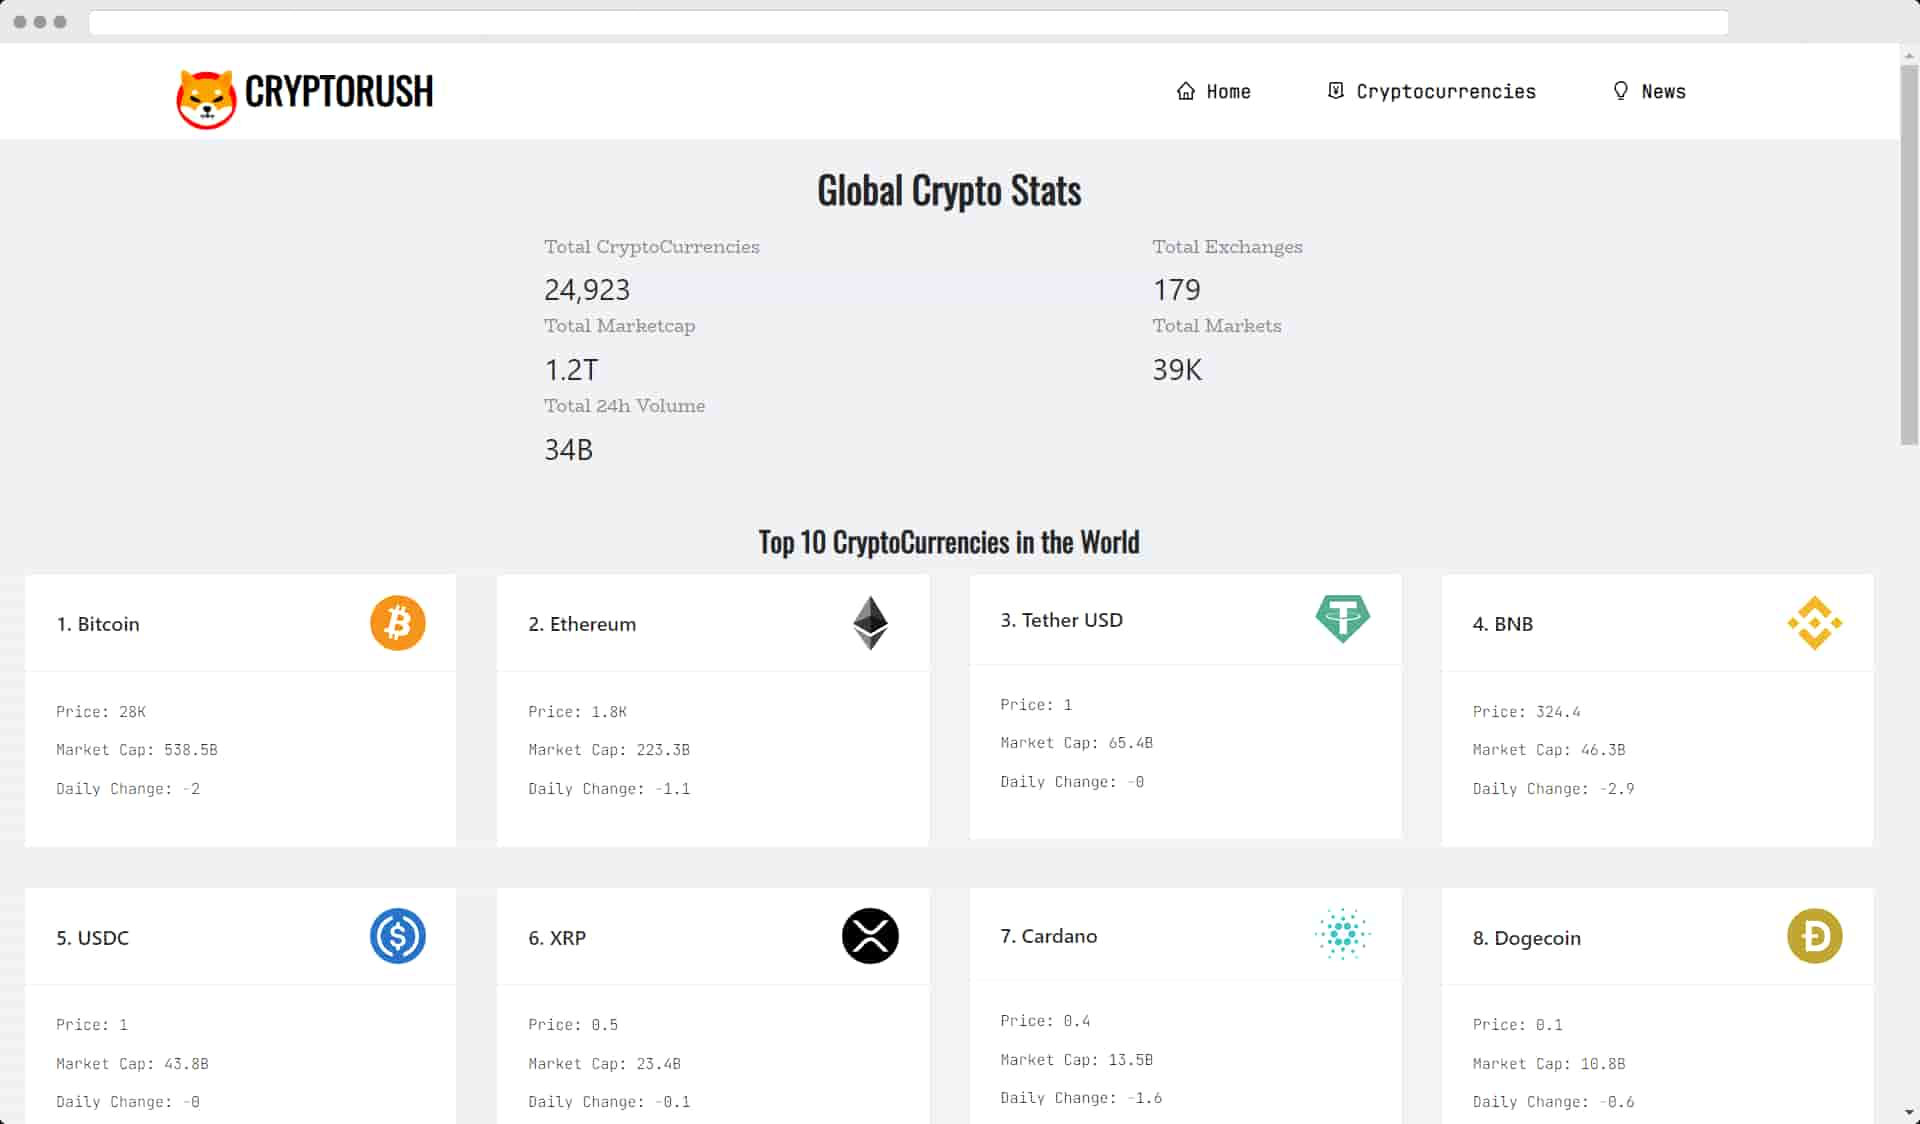 CRYPTORUSH
Home
Cryptocurrencies
News
Global Crypto Stats
Total CryptoCurrencies
24,923
Total Exchanges
179
Total Marketcap
1.2T
Total Markets
39K
Total 24h Volume
34B
Top 10 CryptoCurrencies in the World
1. Bitcoin
Price: 28K
Market Cap: 538.5B
Daily Change: -2
2. Ethereum
Price: 1.8K
Market Cap: 223.3B
Daily Change: -1.1
3. Tether USD
Price: 1
Market Cap: 65.4B
Daily Change: -0
4. BNB
Price: 324.4
Market Cap: 46.3B
Daily Change: -2.9
5. USDC
Price: 1
Market Cap: 43.8B
Daily Change: -0
6. XRP
Price: 0.5
Market Cap: 23.4B
Daily Change: -0.1
7. Cardano
Price: 0.4
Market Cap: 13.5B
Daily Change: -1.6
8. Dogecoin
Price: 0.1
Market Cap: 10.8B
Daily Change: -0.6